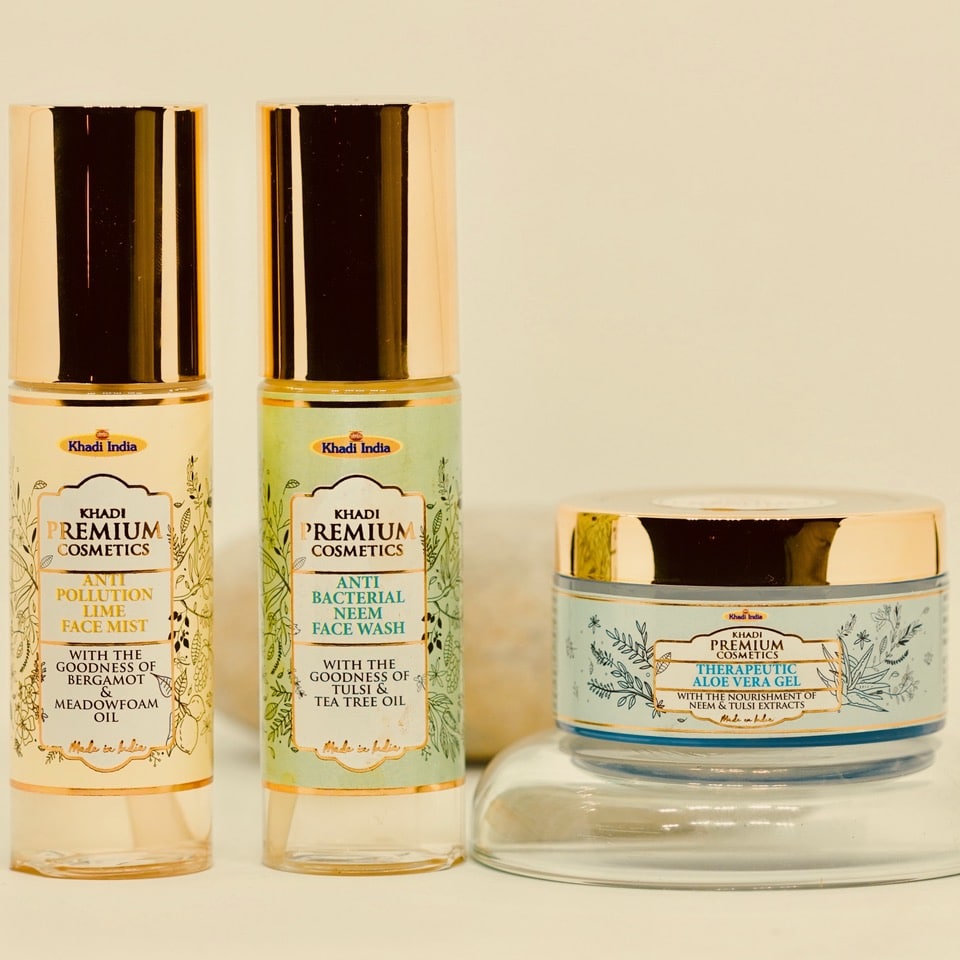 Khadi India
KHADI
PREMIUM
COSMETICS
ANTI
POLLUTION
LIME
FACE MIST
WITH THE
GOODNESS OF
BERGAMOT
&
MEADOWFOAM
OIL
Made in India
Khadi India
KHADI
PREMIUM
COSMETICS
ANTI
BACTERIAL
NEEM
FACE WASH
WITH THE
GOODNESS OF
TULSI &
TEA TREE OIL
Made in India
Khadi India
KHADI
PREMIUM
COSMETICS
THERAPEUTIC
ALOE VERA GEL
WITH THE NOURISHMENT OF
NEEM & TULSI EXTRACTS
Made in India